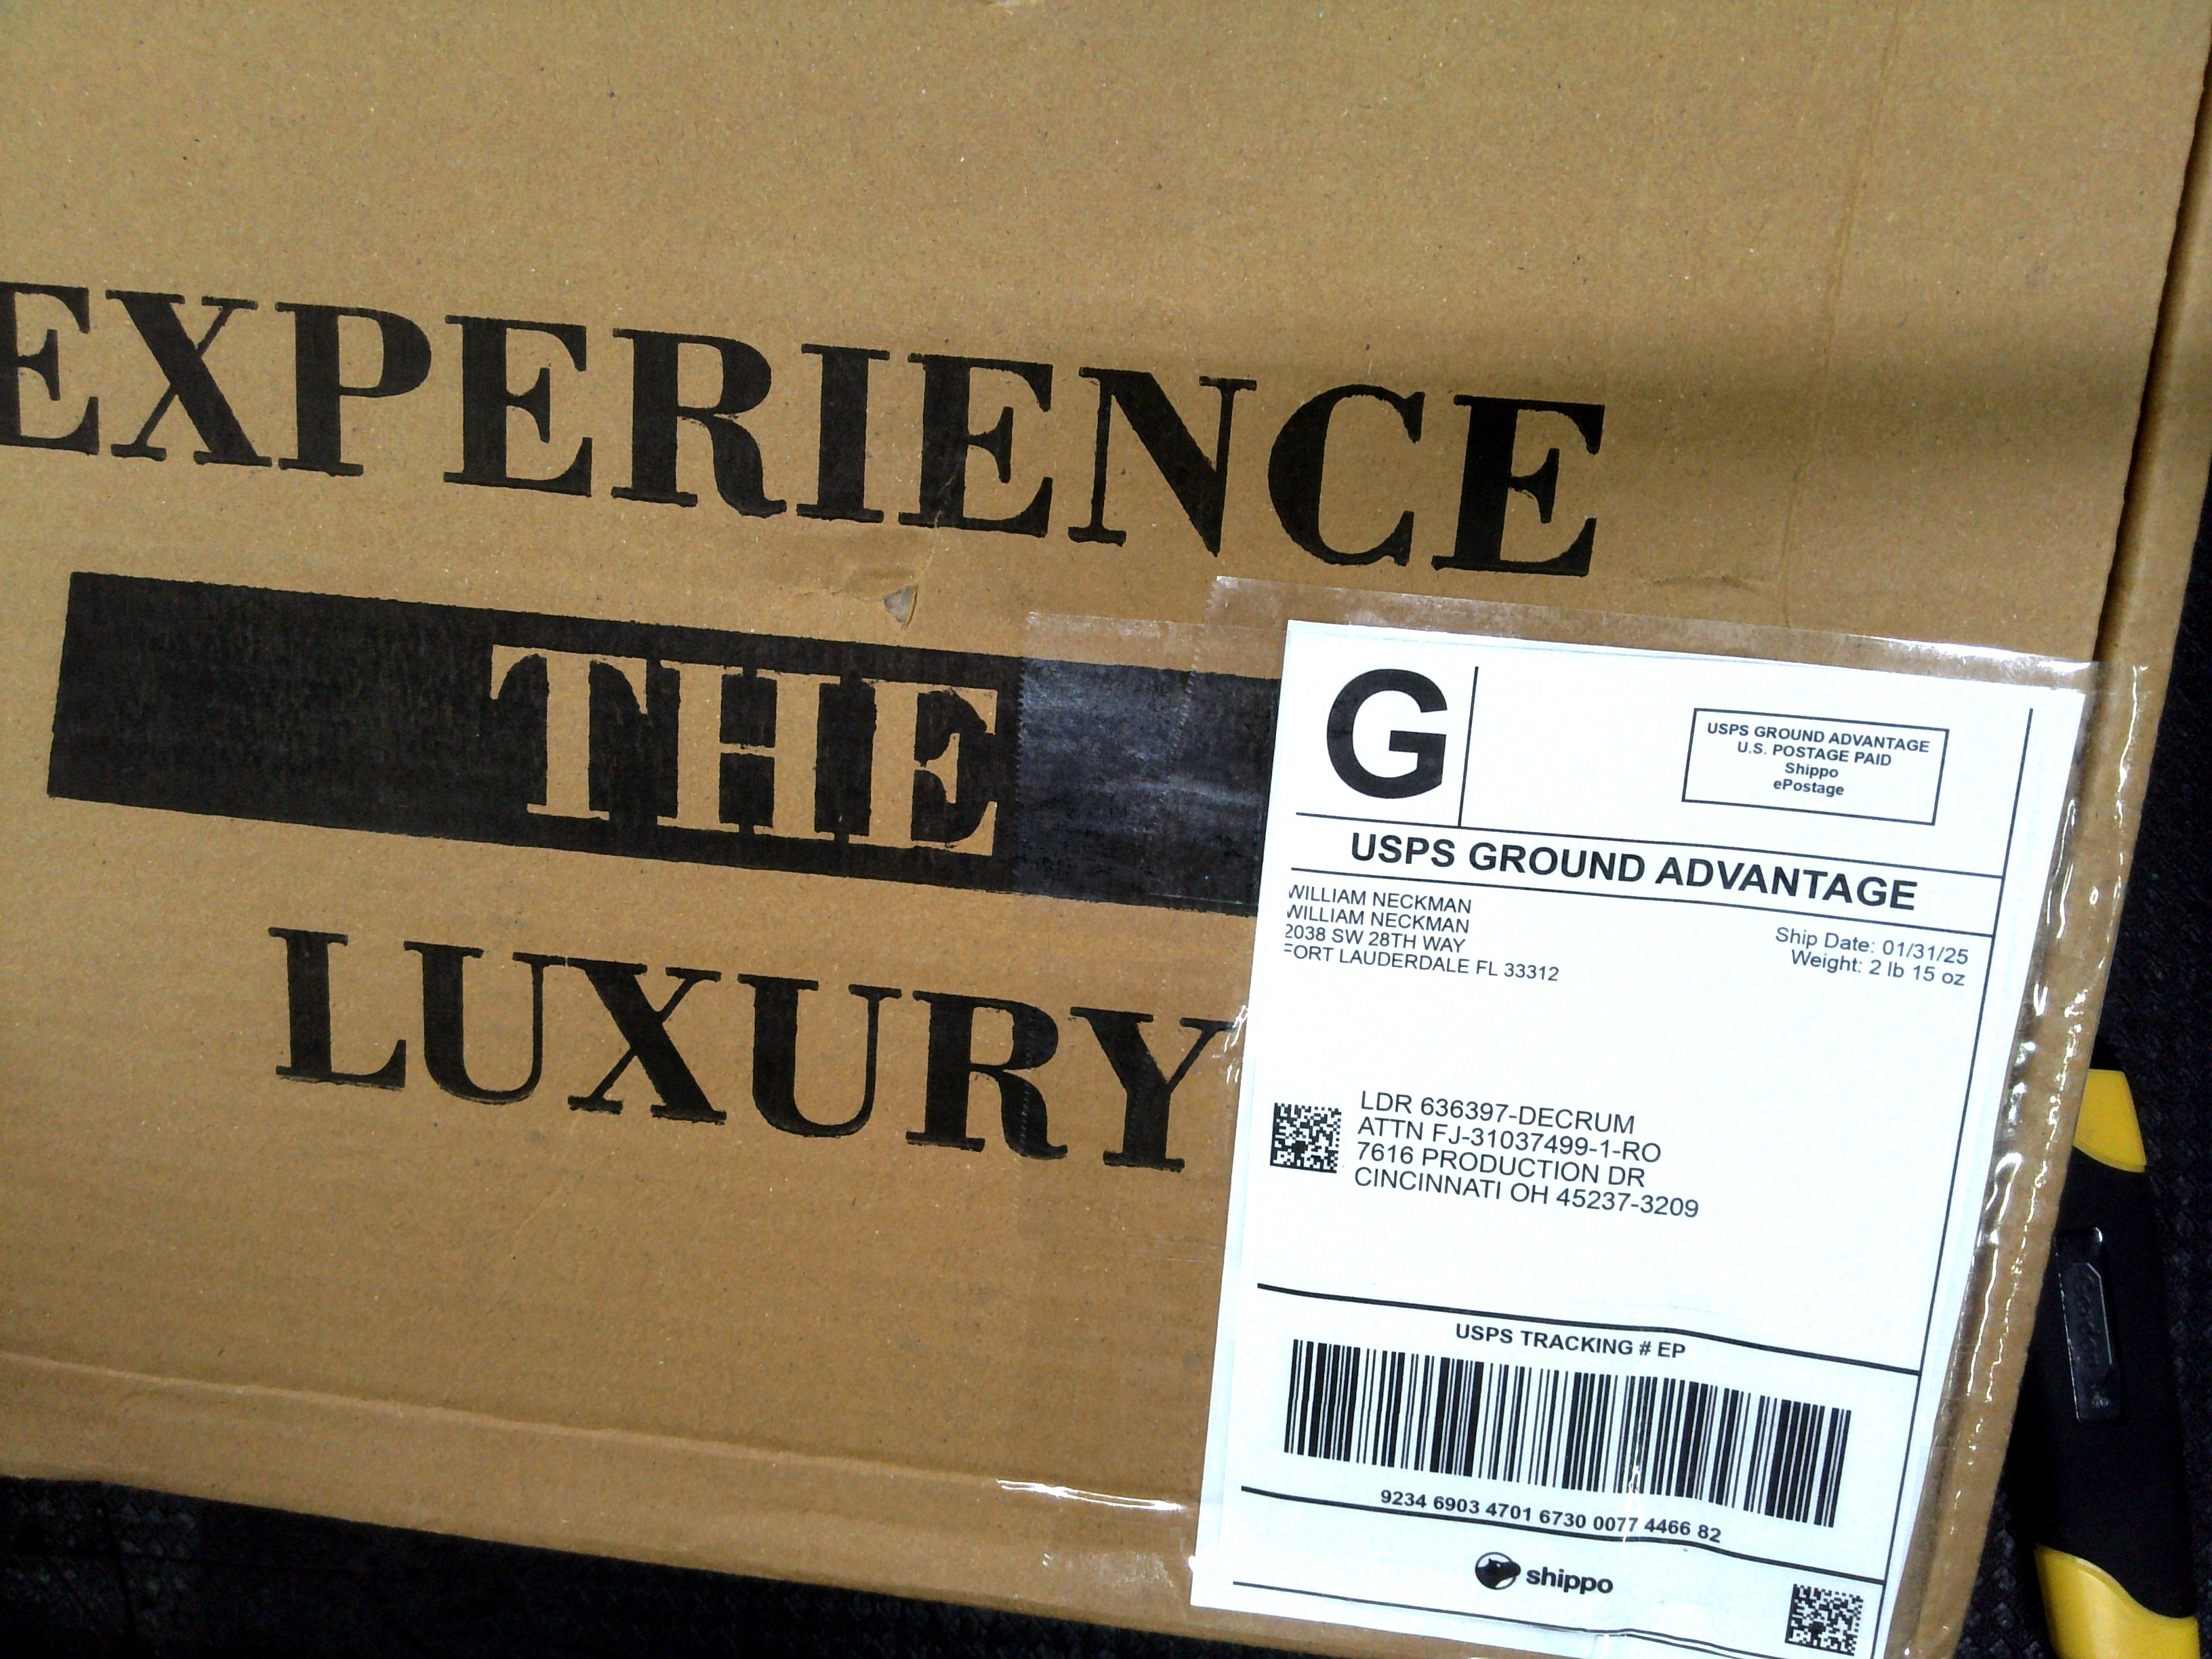 EXPERIENCE
THE
LUXURY
G
USPS GROUND ADVANTAGE
U.S. POSTAGE PAID
Shippo
ePostage
USPS GROUND ADVANTAGE
WILLIAM NECKMAN
WILLIAM NECKMAN
2038 SW 28TH WAY
FORT LAUDERDALE FL 33312
Ship Date: 01/31/25
Weight: 2 lb 15 oz
LDR 636397-DECRUM
ATTN FJ-31037499-1-RO
7616 PRODUCTION DR
CINCINNATI OH 45237-3209
USPS TRACKING # EP
9234 6903 4701 6730 0077 4466 82
shippo